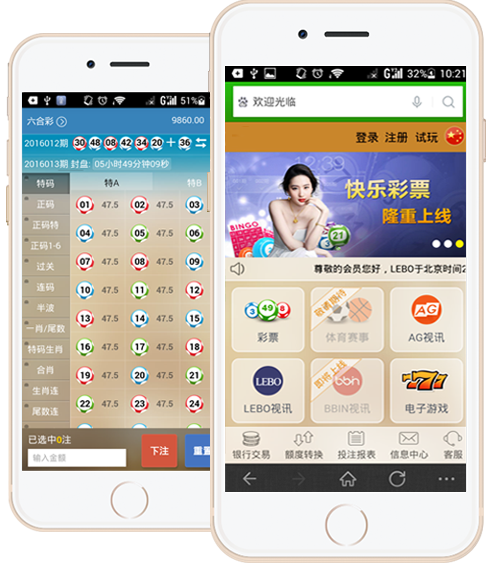 51%
六合彩 9860.00
2016012期 30 48 08 42 34 20 + 36
2016013期 封盘: 05小时49分钟09秒
特码 特A 特B
正码 01 47.5 02 47.5 03
正码特 04 47.5 05 47.5 06
正码1-6 07 47.5 08 47.5 09
过关
连码 10 47.5 11 47.5 12
半波 13 47.5 14 47.5 15
一肖/尾数
特码生肖 16 47.5 17 47.5 18
合肖 19 47.5 20 47.5 21
生肖连
尾数连 22 47.5 23 47.5 24
已选中0注
输入金额
下注 重置
G 32% 10:21
欢迎光临
登录 注册 试玩
快乐彩票
隆重上线
BINGO
21
尊敬的会员您好，LEBO于北京时间2
3 49 8
彩票
敬请期待
体育赛事
AG
AG视讯
LEBO
LEBO视讯
即将上线
bbin
BBIN视讯
777
电子游戏
银行交易 额度转换 投注报表 信息中心 客服